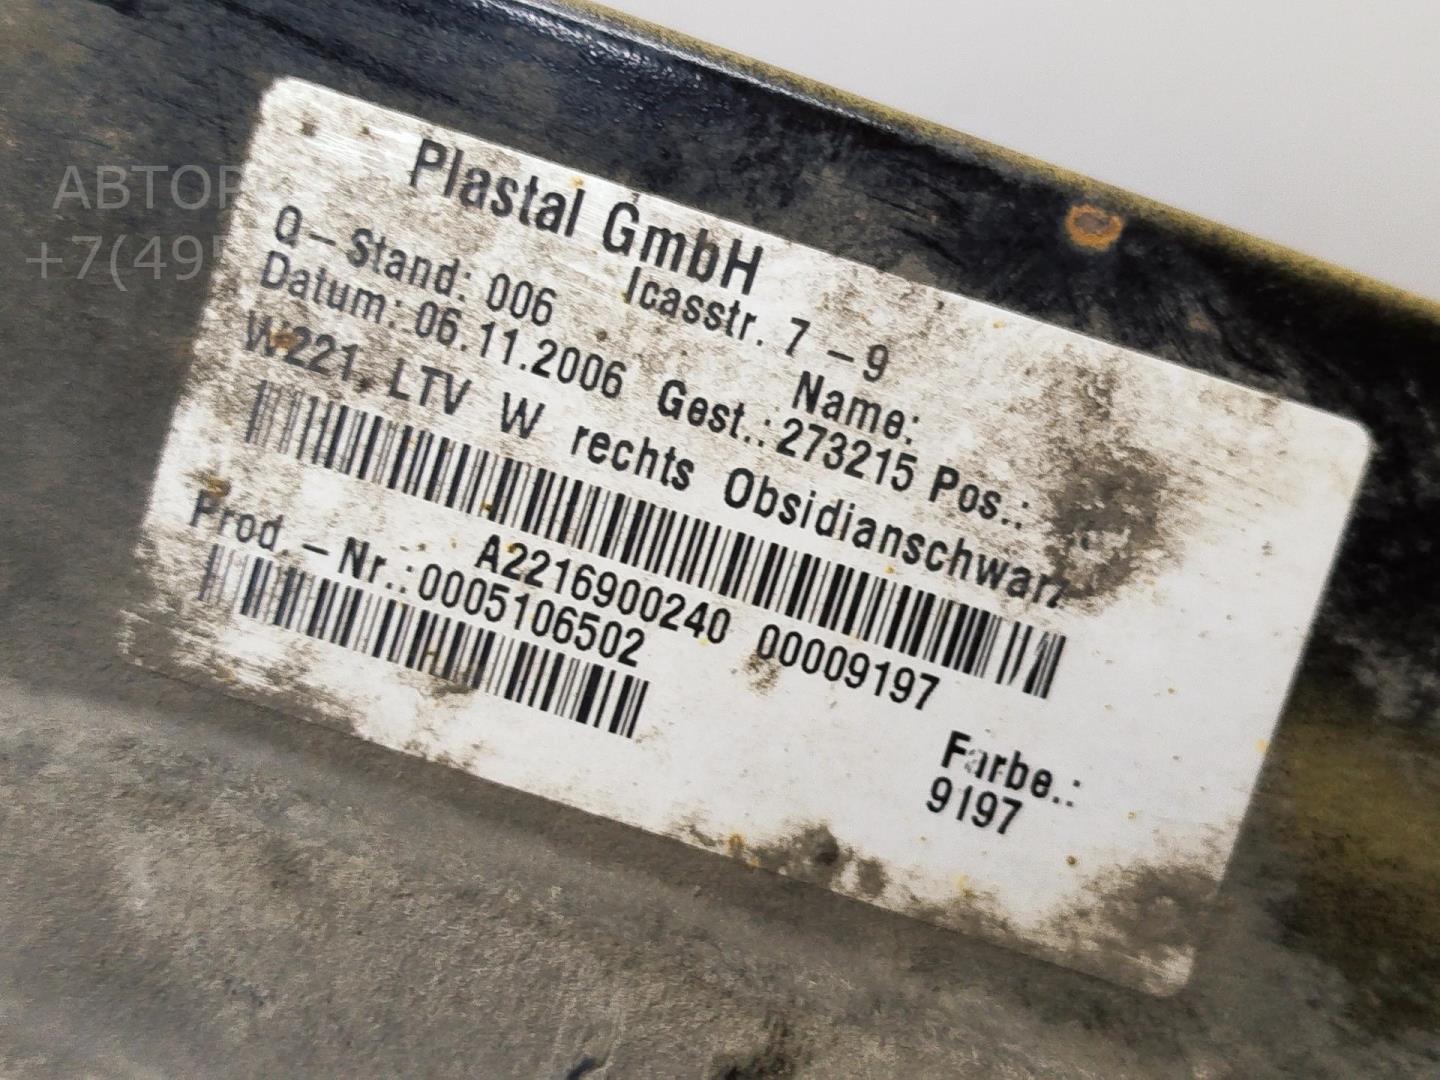 Plastal GmbH
Icasstr. 7 – 9
Q – Stand: 006
Name:
Datum: 06.11.2006 Gest.: 273215 Pos.:
W221, LTV W rechts Obsidianschwarz
A2216900240 00009197
Prod. – Nr.: 0005106502
Farbe.:
9197
АВТОР
+7(49